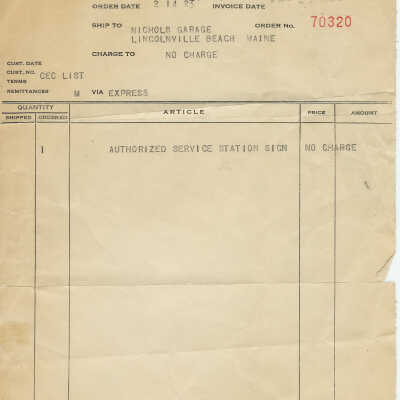 ORDER DATE 2 14 23 INVOICE DATE
SHIP TO NICHOLS GARAGE ORDER NO. 70320
LINCOLNVILLE BEACH MAINE
CHARGE TO NO CHARGE
CUST. DATE
CUST. NO. CEC LIST
TERMS
REMITTANCES M VIA EXPRESS
QUANTITY ARTICLE PRICE AMOUNT
SHIPPED ORDERED
1 AUTHORIZED SERVICE STATION SIGN NO CHARGE